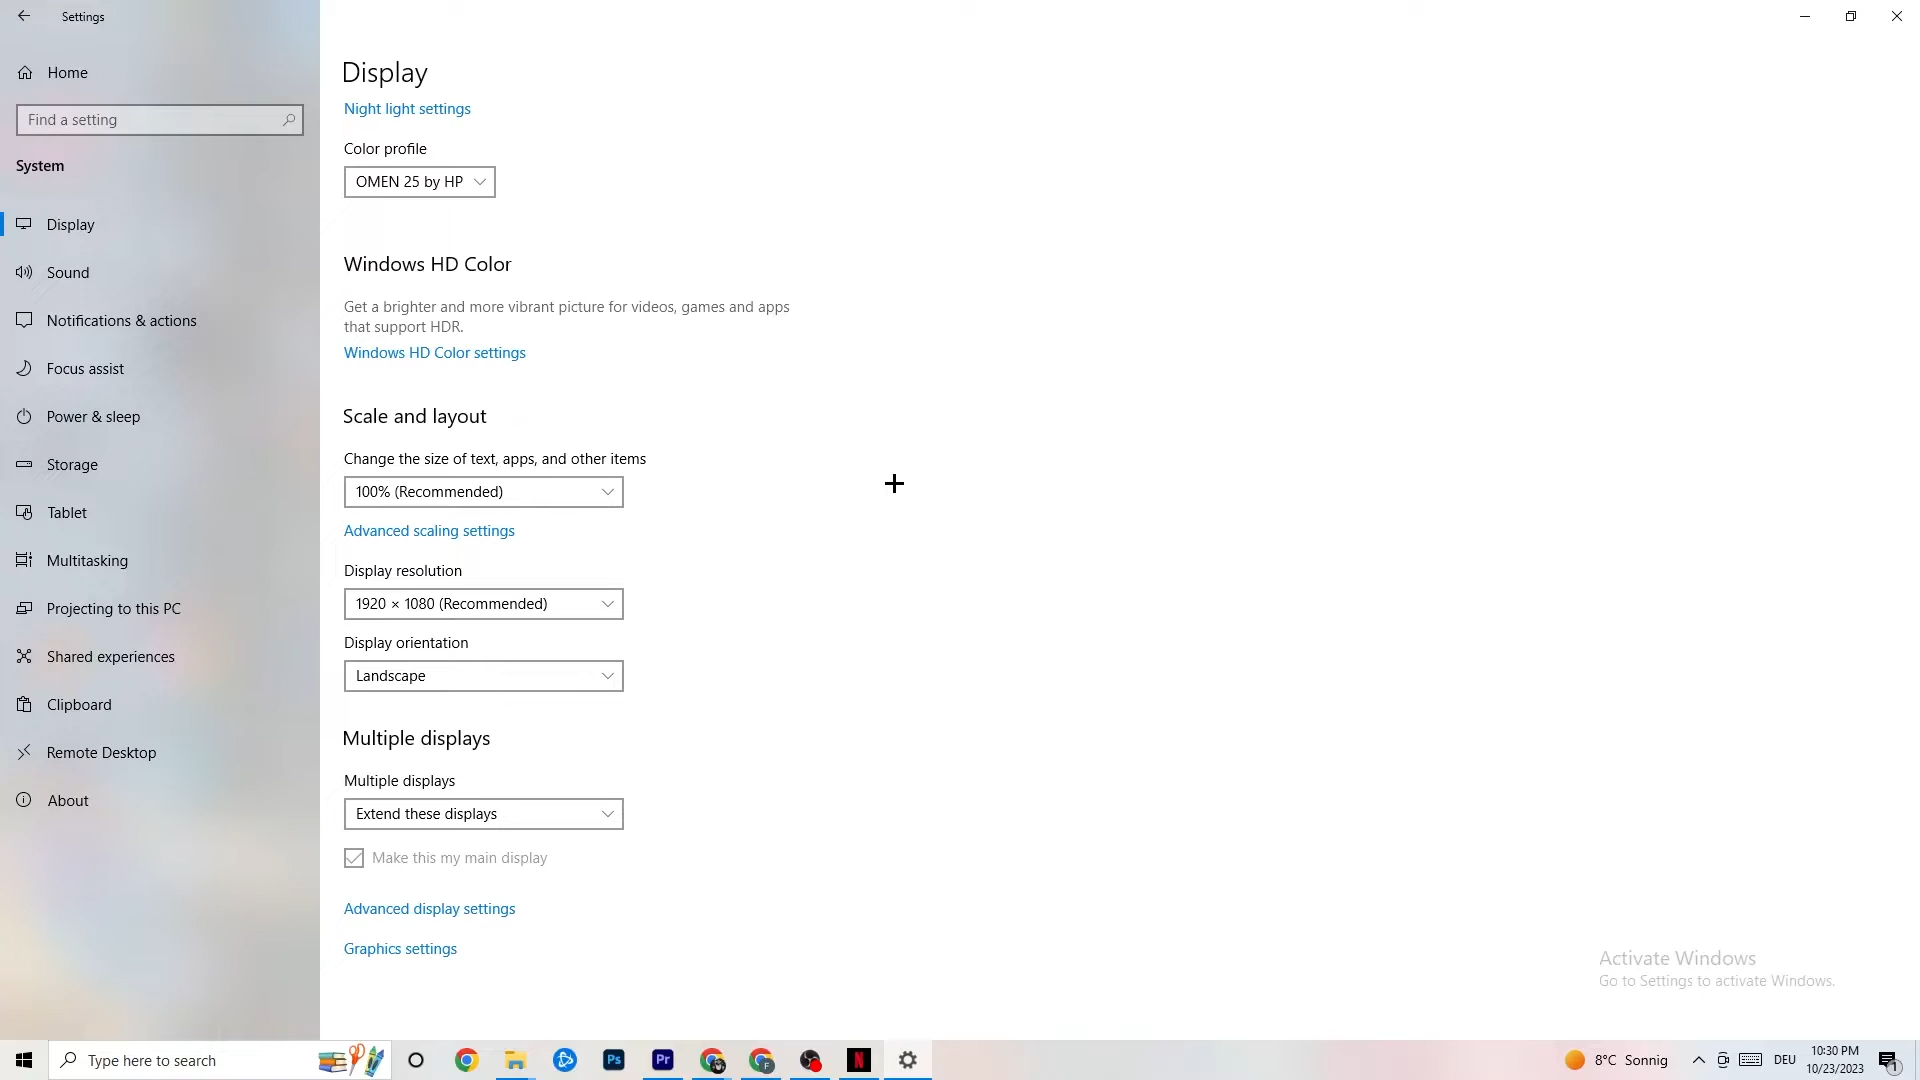 Settings
Home
Find a setting
System
Display
Sound
Notifications & actions
Focus assist
Power & sleep
Storage
Tablet
Multitasking
Projecting to this PC
Shared experiences
Clipboard
Remote Desktop
About
Display
Night light settings
Color profile
OMEN 25 by HP
Windows HD Color
Get a brighter and more vibrant picture for videos, games and apps
that support HDR.
Windows HD Color settings
Scale and layout
Change the size of text, apps, and other items
100% (Recommended)
Advanced scaling settings
Display resolution
1920 × 1080 (Recommended)
Display orientation
Landscape
Multiple displays
Multiple displays
Extend these displays
Make this my main display
Advanced display settings
Graphics settings
Activate Windows
Go to Settings to activate Windows.
Type here to search
Ps
Pr
F
N
8°C Sonnig
DEU
10:30 PM
10/23/2023
1